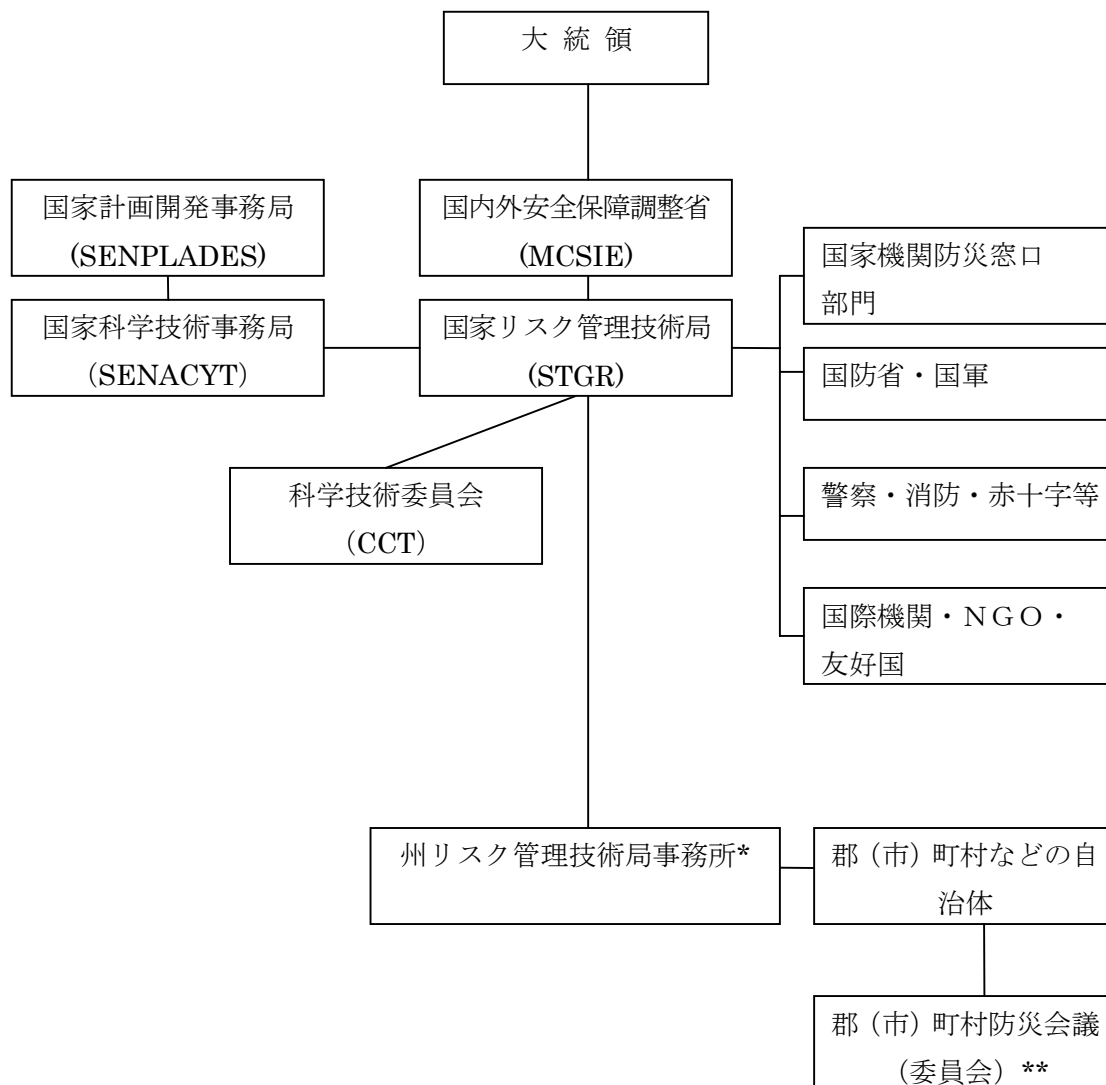 大 統 領
国家計画開発事務局
(SENPLADES)
国内外安全保障調整省
(MCSIE)
国家機関防災窓口
部門
国家科学技術事務局
（SENACYT）
国家リスク管理技術局
(STGR)
国防省・国軍
科学技術委員会
（CCT）
警察・消防・赤十字等
国際機関・ＮＧＯ・
友好国
州リスク管理技術局事務所*
郡（市）町村などの自
治体
郡（市）町村防災会議
（委員会）**